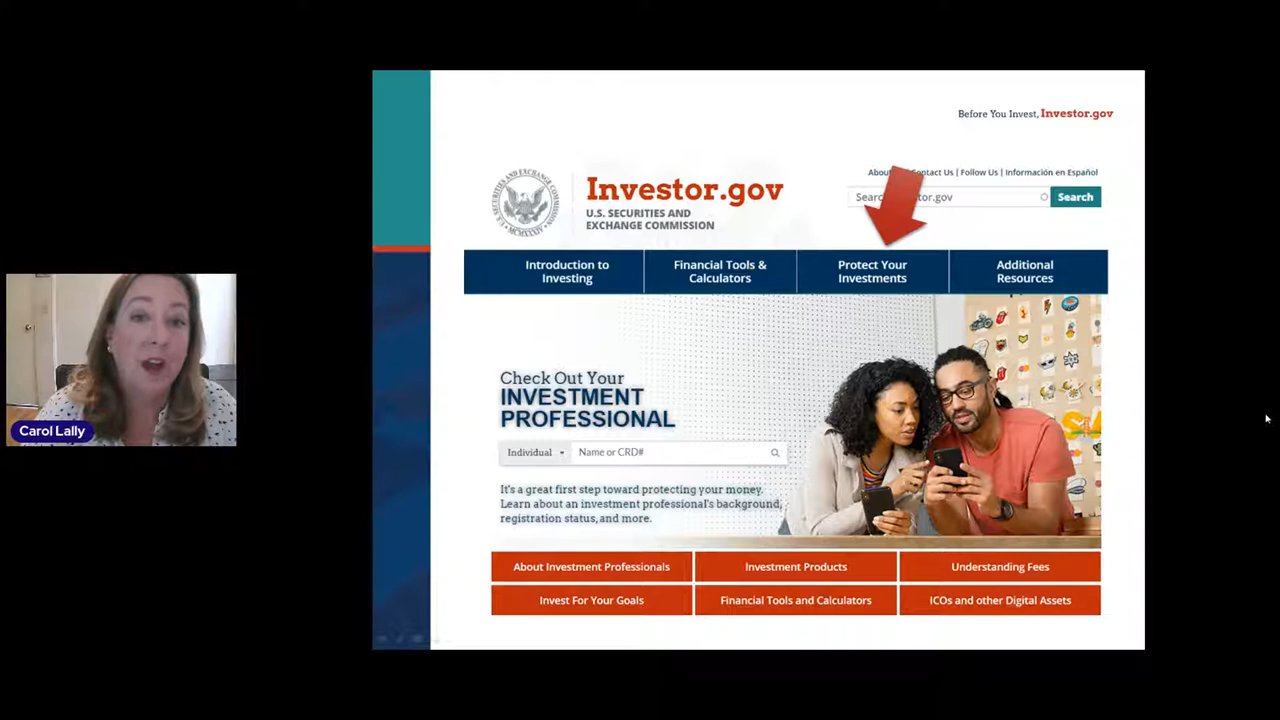 Before You Invest, Investor.gov
Contact Us | Follow Us | Información en Español
Investor.gov
U.S. SECURITIES AND
EXCHANGE COMMISSION
Search
Introduction to
Investing
Financial Tools &
Calculators
Protect Your
Investments
Additional
Resources
Check Out Your
INVESTMENT
PROFESSIONAL
Individual
Name or CRD#
It's a great first step toward protecting your money.
Learn about an investment professional's background,
registration status, and more.
About Investment Professionals
Investment Products
Understanding Fees
Invest For Your Goals
Financial Tools and Calculators
ICOs and other Digital Assets
Carol Lally